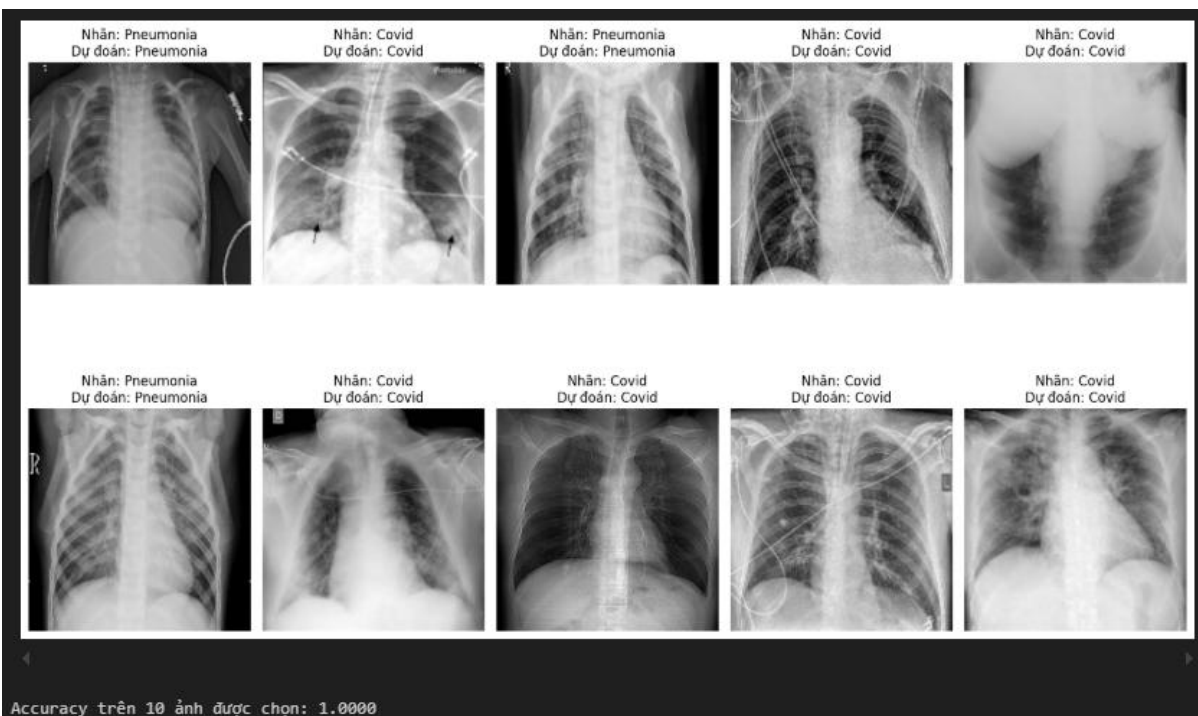 Nhãn: Pneumonia
Dự đoán: Pneumonia
Nhãn: Covid
Dự đoán: Covid
Nhãn: Pneumonia
Dự đoán: Pneumonia
Nhãn: Covid
Dự đoán: Covid
Nhãn: Covid
Dự đoán: Covid
R
Nhãn: Pneumonia
Dự đoán: Pneumonia
Nhãn: Covid
Dự đoán: Covid
Nhãn: Covid
Dự đoán: Covid
Nhãn: Covid
Dự đoán: Covid
Nhãn: Covid
Dự đoán: Covid
R
L
Accuracy trên 10 ảnh được chọn: 1.0000